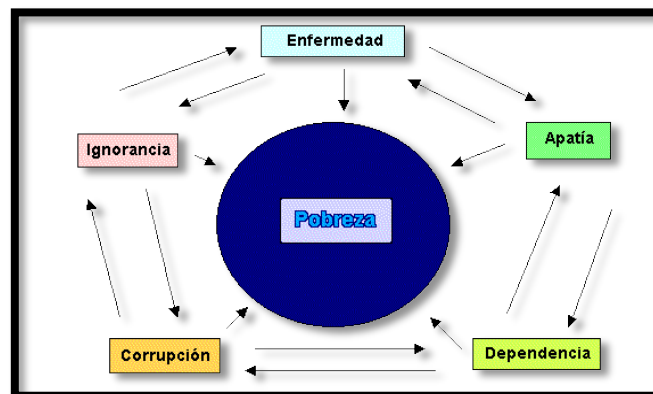 Enfermedad
Ignorancia
Apatía
Pobreza
Corrupción
Dependencia